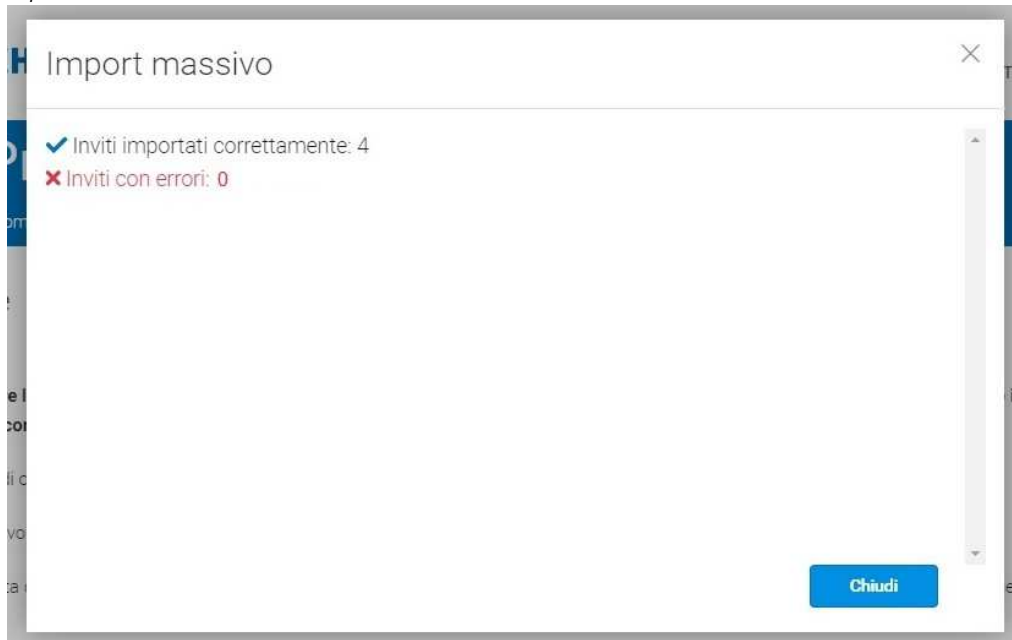 Import massivo
Inviti importati correttamente: 4
Inviti con errori: 0
Chiudi